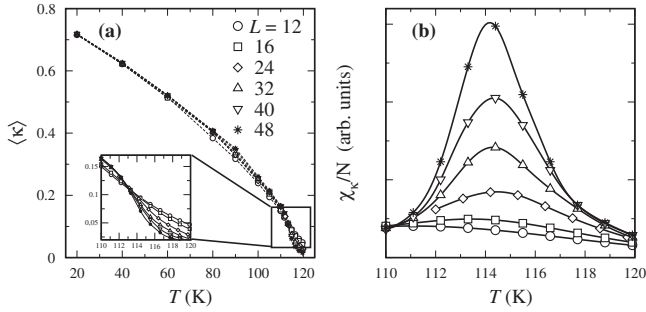 0.8
0.6
0.4
0.2
0
⟨κ⟩
(a)
L = 12
16
24
32
40
48
0.15
0.10
0.05
110 112 114 116 118 120
20 40 60 80 100 120
T (K)
(b)
χκ/N (arb. units)
110 112 114 116 118 120
T (K)